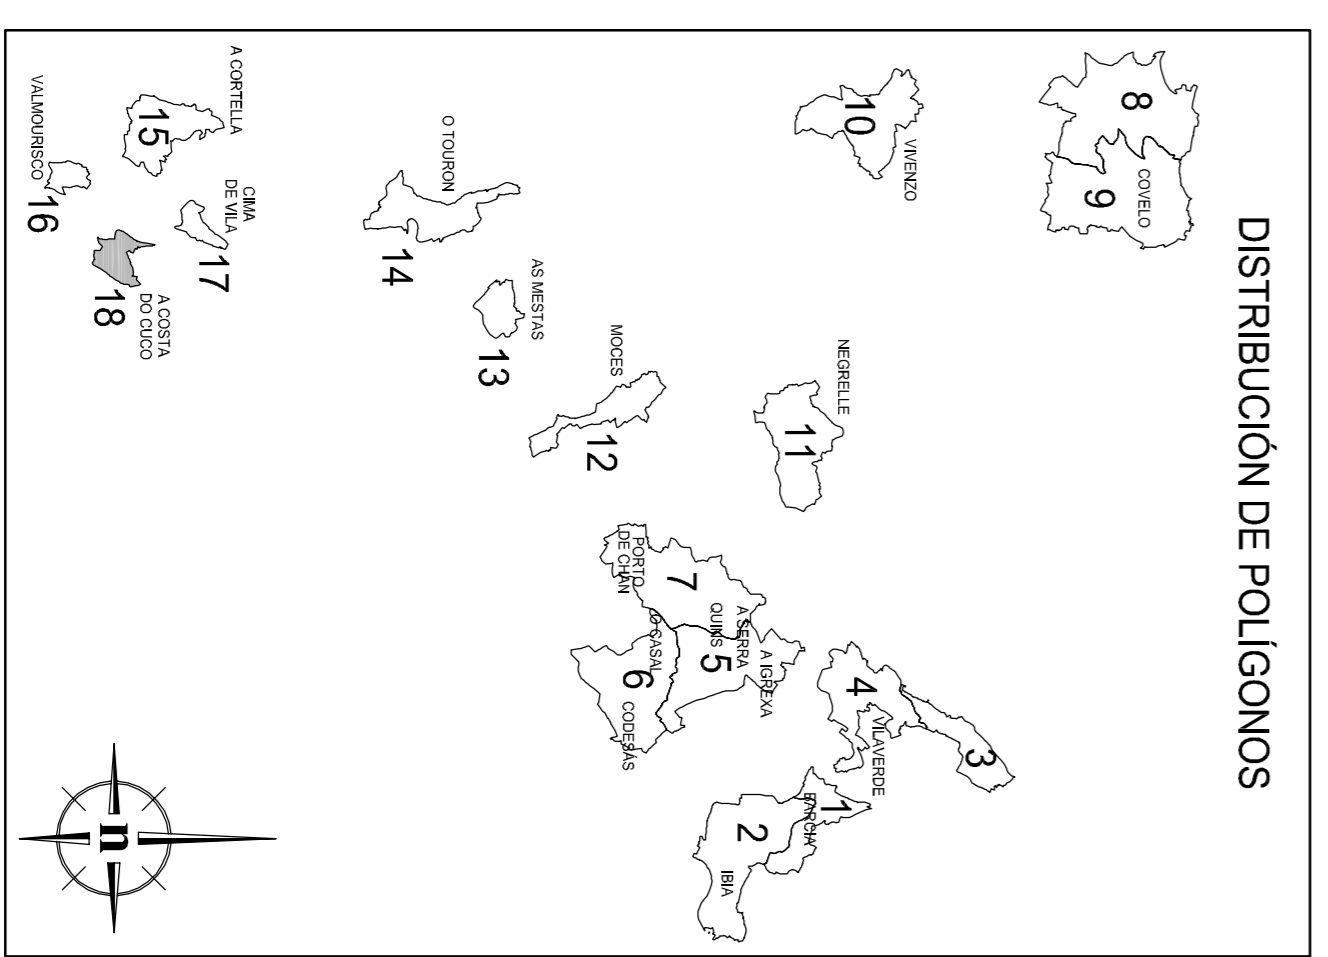 DISTRIBUCIÓN DE POLÍGONOS
8
COVELO
9
VIVENZO
10
NEGRELLE
11
3
4
VILAVERDE
1
BARCIA
2
IBIA
A IGREXA
A SERRA
QUINS
5
7
PORTO
DE CHÁN
O CASAL
6
CODESÁS
MOCES
12
AS MESTAS
13
O TOURON
14
A CORTELLA
15
CIMA
DE VILA
17
VALMOURISCO
16
A COSTA
DO CUCO
18
n